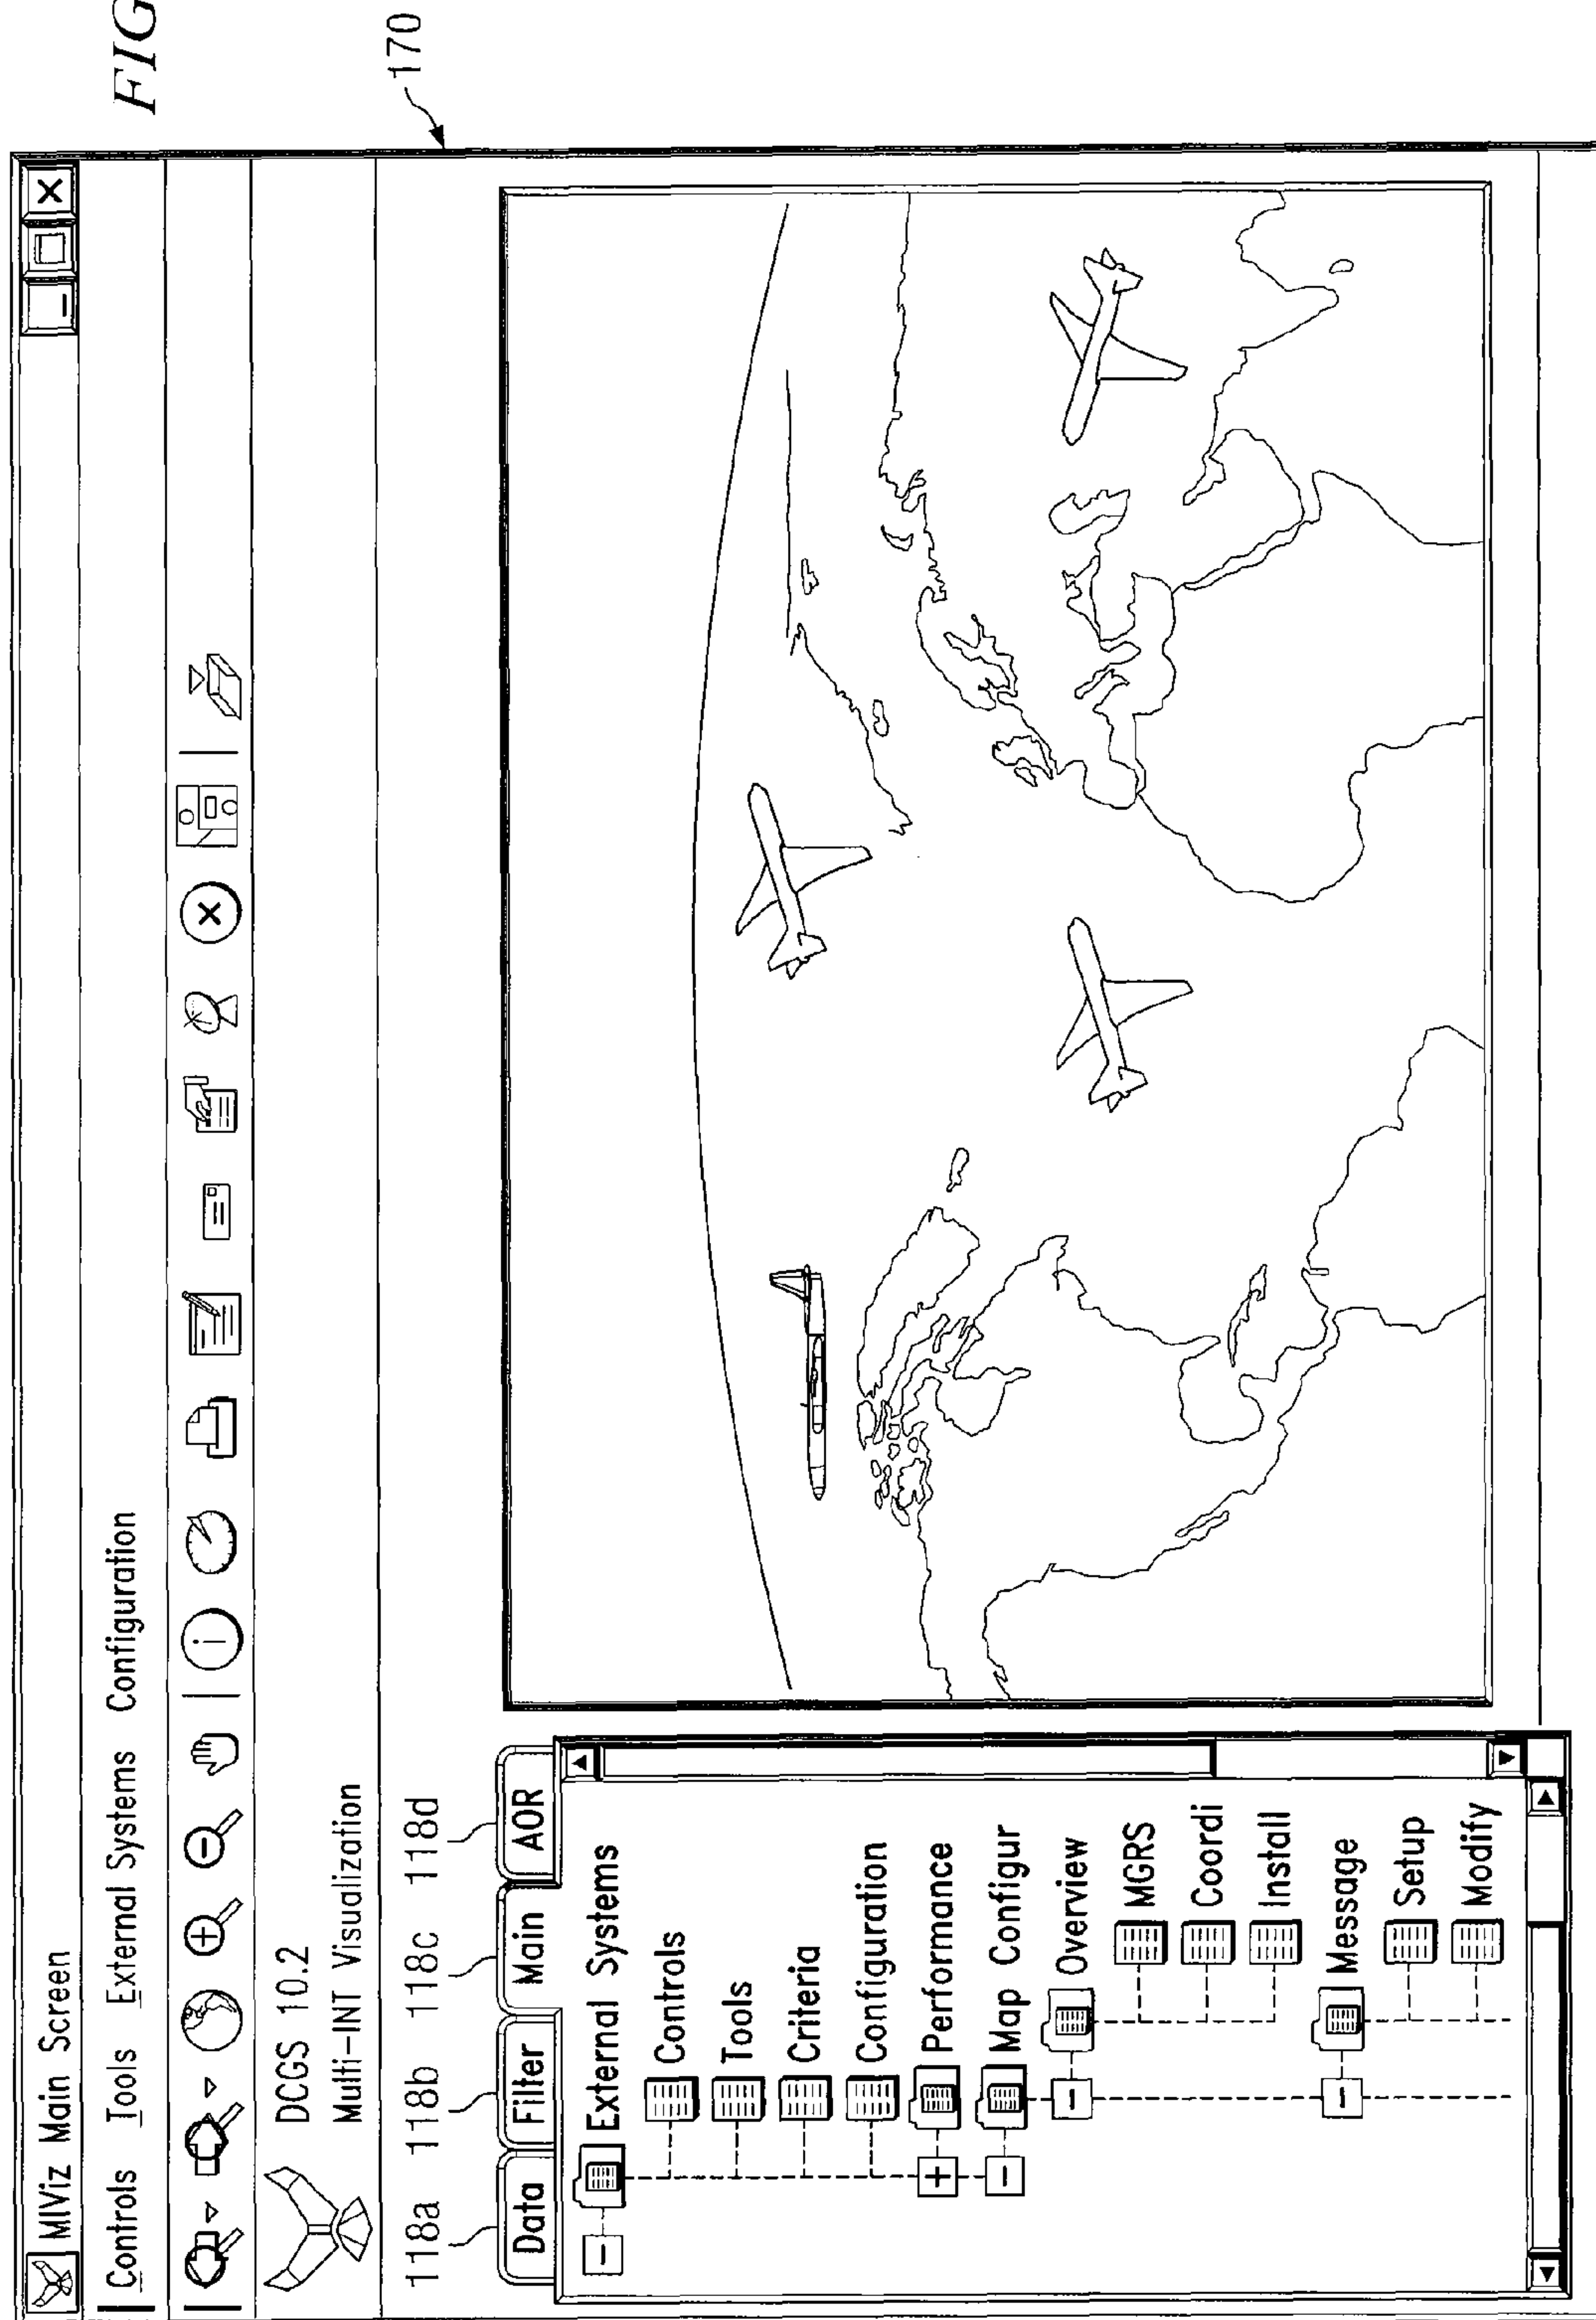 FIG
170
MIViz Main Screen
Controls Tools External Systems Configuration
DCGS 10.2
Multi-INT Visualization
118a 118b 118c 118d
Data Filter Main AOR
External Systems
Controls
Tools
Criteria
Configuration
Performance
Map Configur
Overview
MGRS
Coordi
Install
Message
Setup
Modify